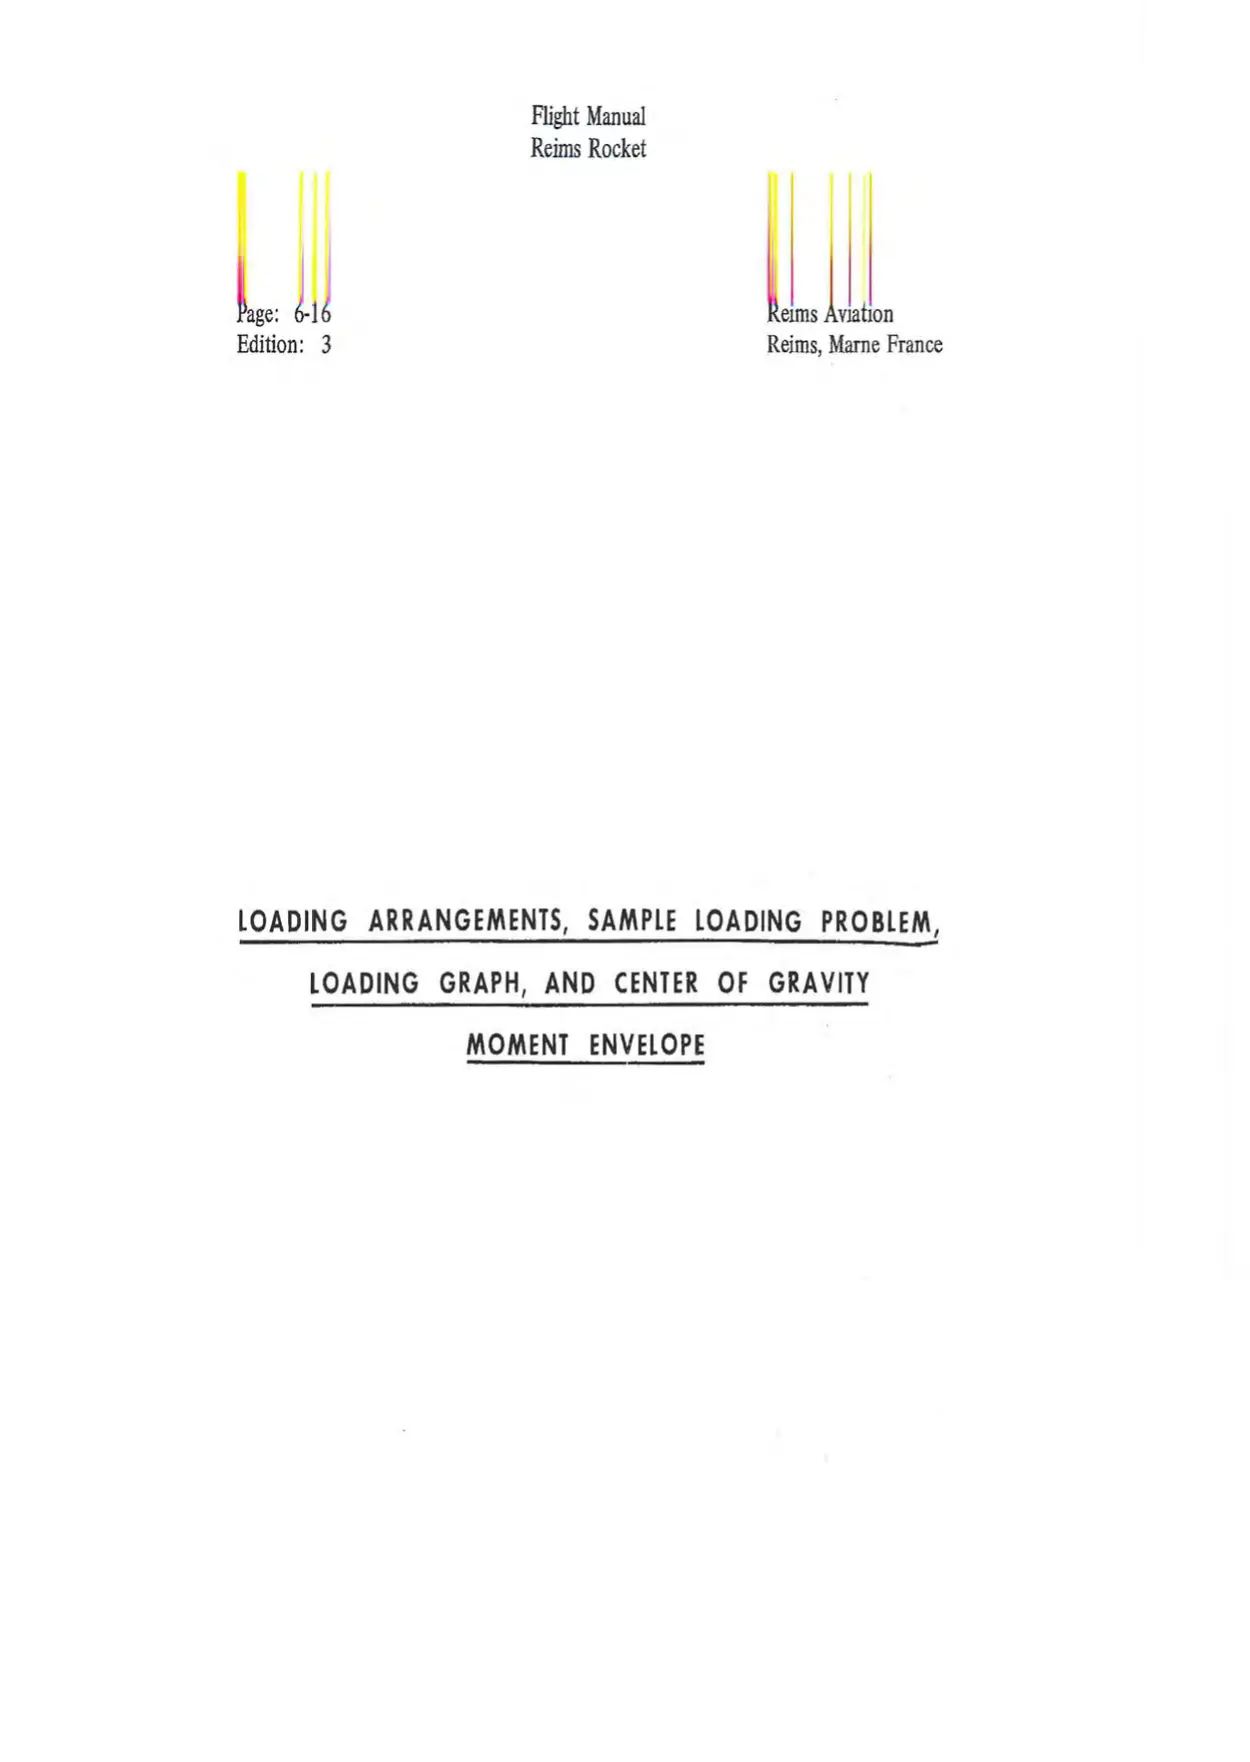 Flight Manual
Reims Rocket
Page: 6-16
Edition: 3
Reims Aviation
Reims, Marne France
LOADING ARRANGEMENTS, SAMPLE LOADING PROBLEM,
LOADING GRAPH, AND CENTER OF GRAVITY
MOMENT ENVELOPE